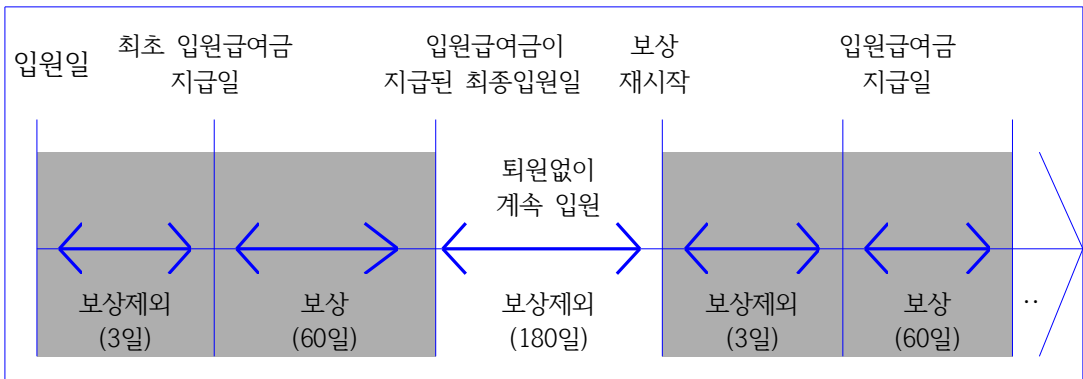 입원일
최초 입원급여금
지급일
입원급여금이
지급된 최종입원일
보상
재시작
입원급여금
지급일
퇴원없이
계속 입원
보상제외
(3일)
보상
(60일)
보상제외
(180일)
보상제외
(3일)
보상
(60일)
..